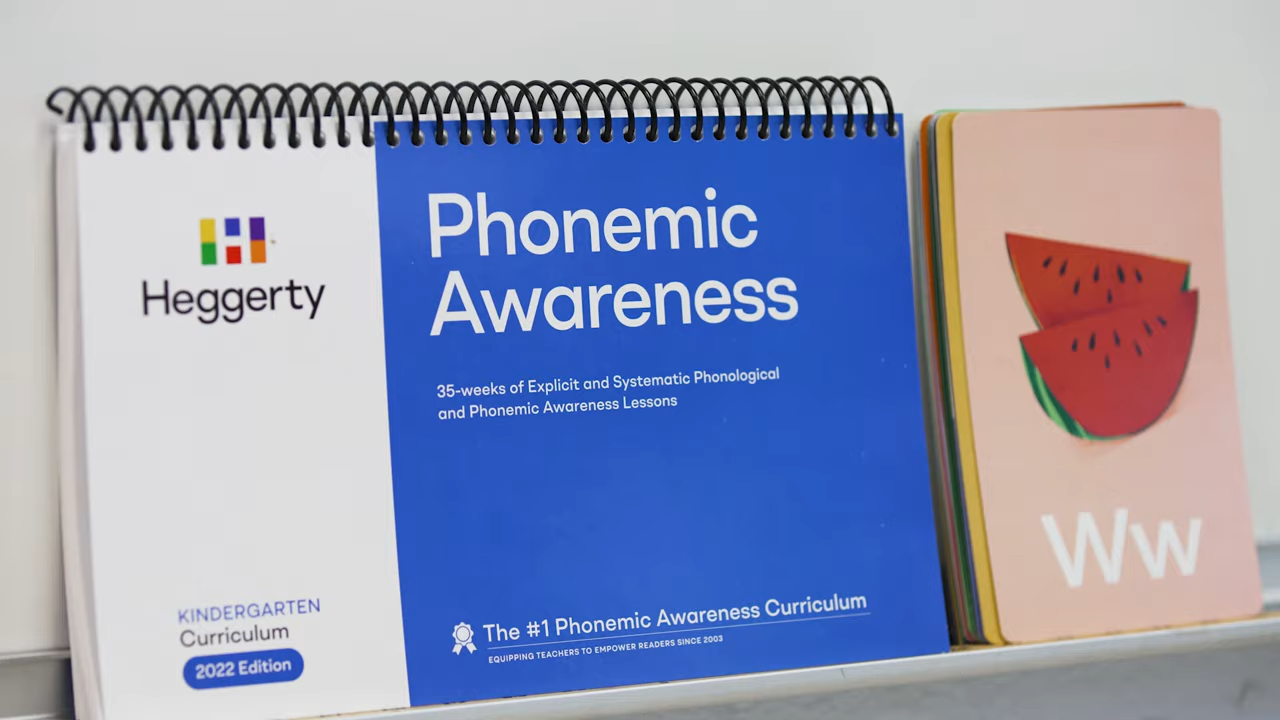 Heggerty
KINDERGARTEN
Curriculum
2022 Edition
Phonemic
Awareness
35-weeks of Explicit and Systematic Phonological
and Phonemic Awareness Lessons
The #1 Phonemic Awareness Curriculum
EQUIPPING TEACHERS TO EMPOWER READERS SINCE 2003
Ww